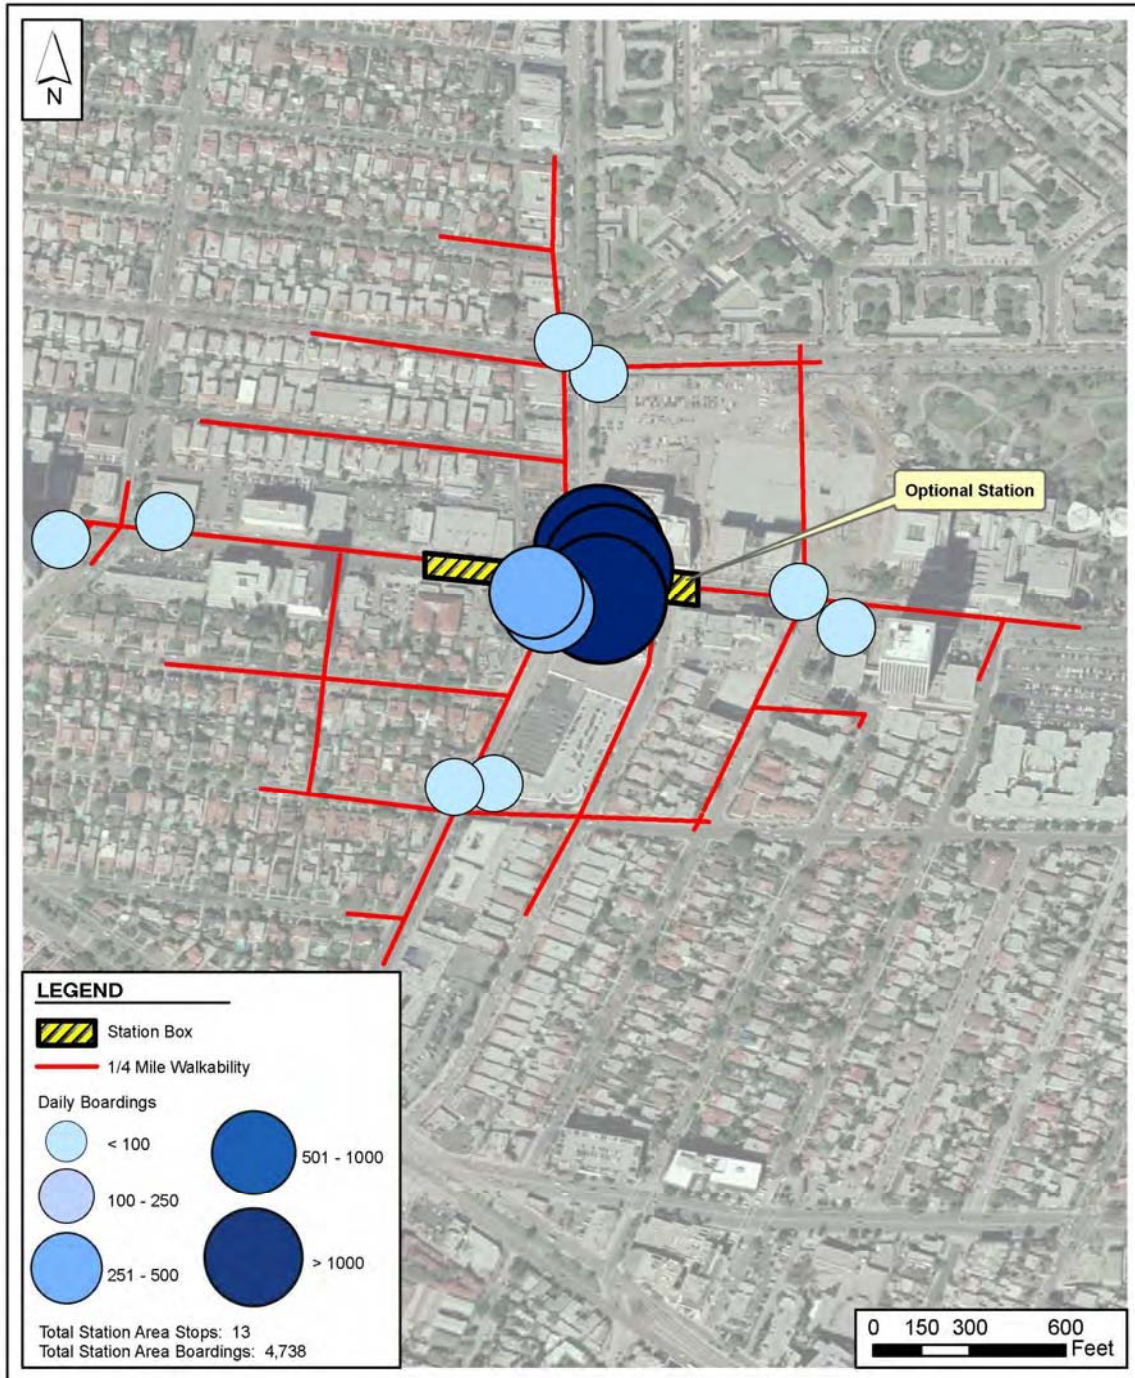 N
Optional Station
LEGEND
Station Box
1/4 Mile Walkability
Daily Boardings
< 100
100 - 250
251 - 500
501 - 1000
> 1000
Total Station Area Stops: 13
Total Station Area Boardings: 4,738
0 150 300 600
Feet